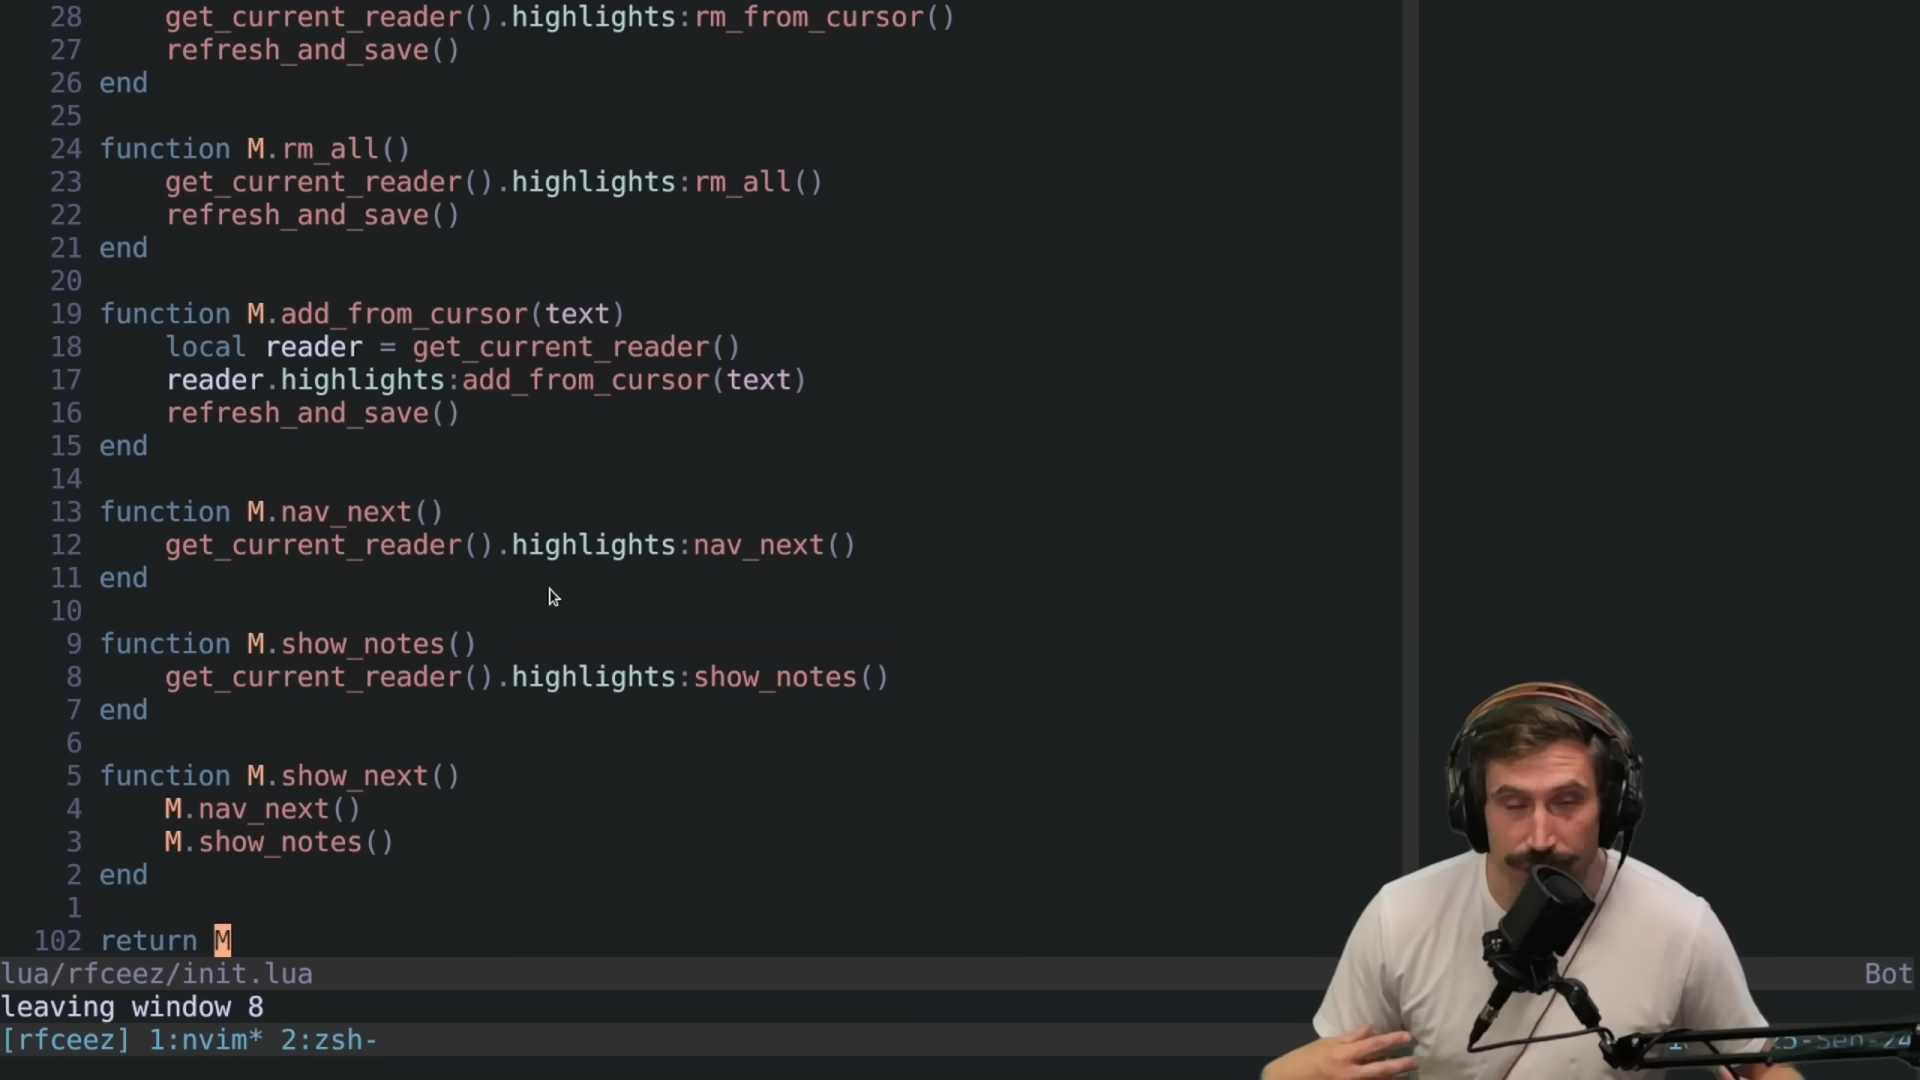 28 get_current_reader().highlights:rm_from_cursor()
27 refresh_and_save()
26 end
25
24 function M.rm_all()
23 get_current_reader().highlights:rm_all()
22 refresh_and_save()
21 end
20
19 function M.add_from_cursor(text)
18 local reader = get_current_reader()
17 reader.highlights:add_from_cursor(text)
16 refresh_and_save()
15 end
14
13 function M.nav_next()
12 get_current_reader().highlights:nav_next()
11 end
10
9 function M.show_notes()
8 get_current_reader().highlights:show_notes()
7 end
6
5 function M.show_next()
4 M.nav_next()
3 M.show_notes()
2 end
1
102 return M
lua/rfceez/init.lua Bot
leaving window 8
[rfceez] 1:nvim* 2:zsh-